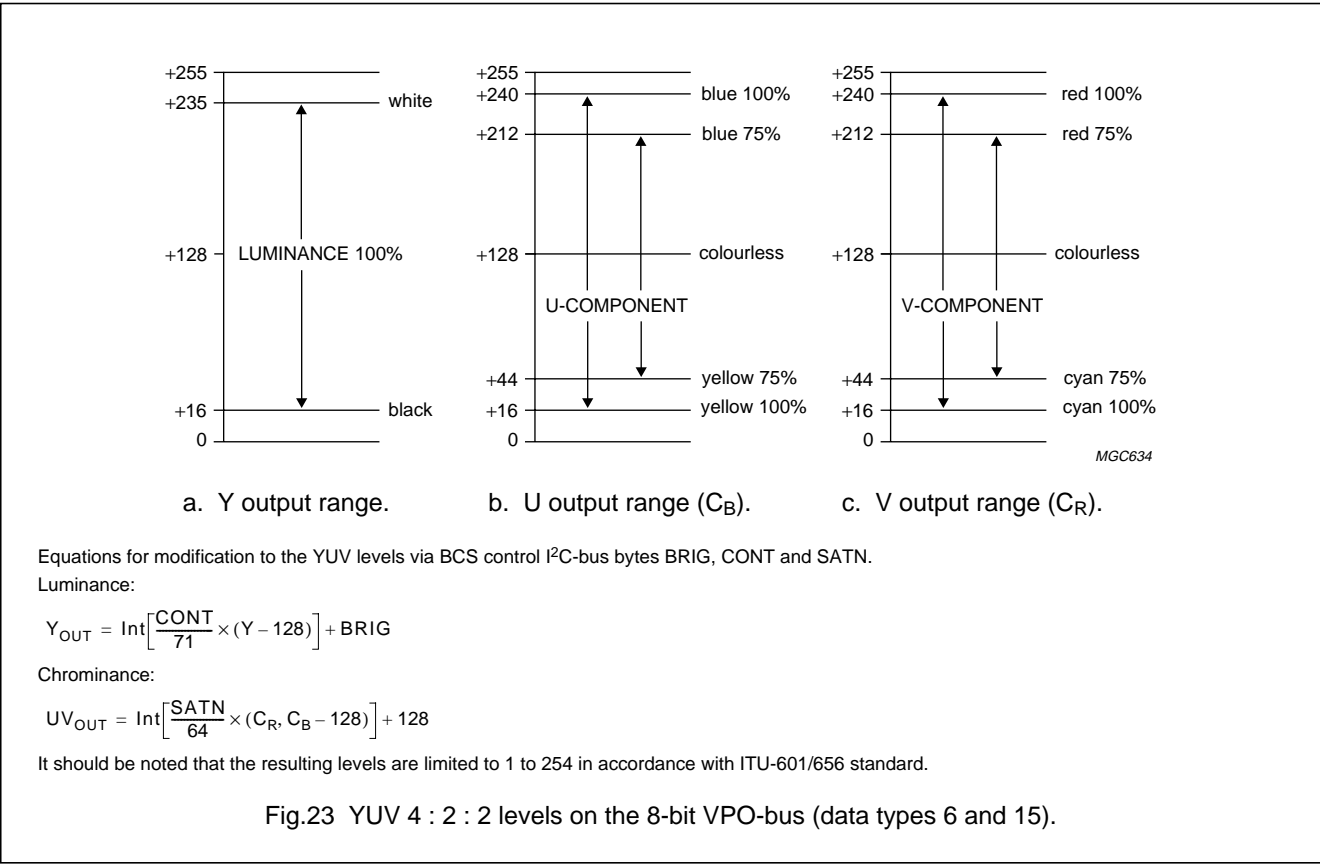 +255
+235
white
+128
LUMINANCE 100%
+16
black
0
+255
+240
blue 100%
+212
blue 75%
+128
colourless
U-COMPONENT
+44
yellow 75%
+16
yellow 100%
0
+255
+240
red 100%
+212
red 75%
+128
colourless
V-COMPONENT
+44
cyan 75%
+16
cyan 100%
0
MGC634
a. Y output range.
b. U output range (CB).
c. V output range (CR).
Equations for modification to the YUV levels via BCS control I²C-bus bytes BRIG, CONT and SATN.
Luminance:
YOUT = Int[CONT/71 × (Y – 128)] + BRIG
Chrominance:
UVOUT = Int[SATN/64 × (CR, CB – 128)] + 128
It should be noted that the resulting levels are limited to 1 to 254 in accordance with ITU-601/656 standard.
Fig.23 YUV 4 : 2 : 2 levels on the 8-bit VPO-bus (data types 6 and 15).